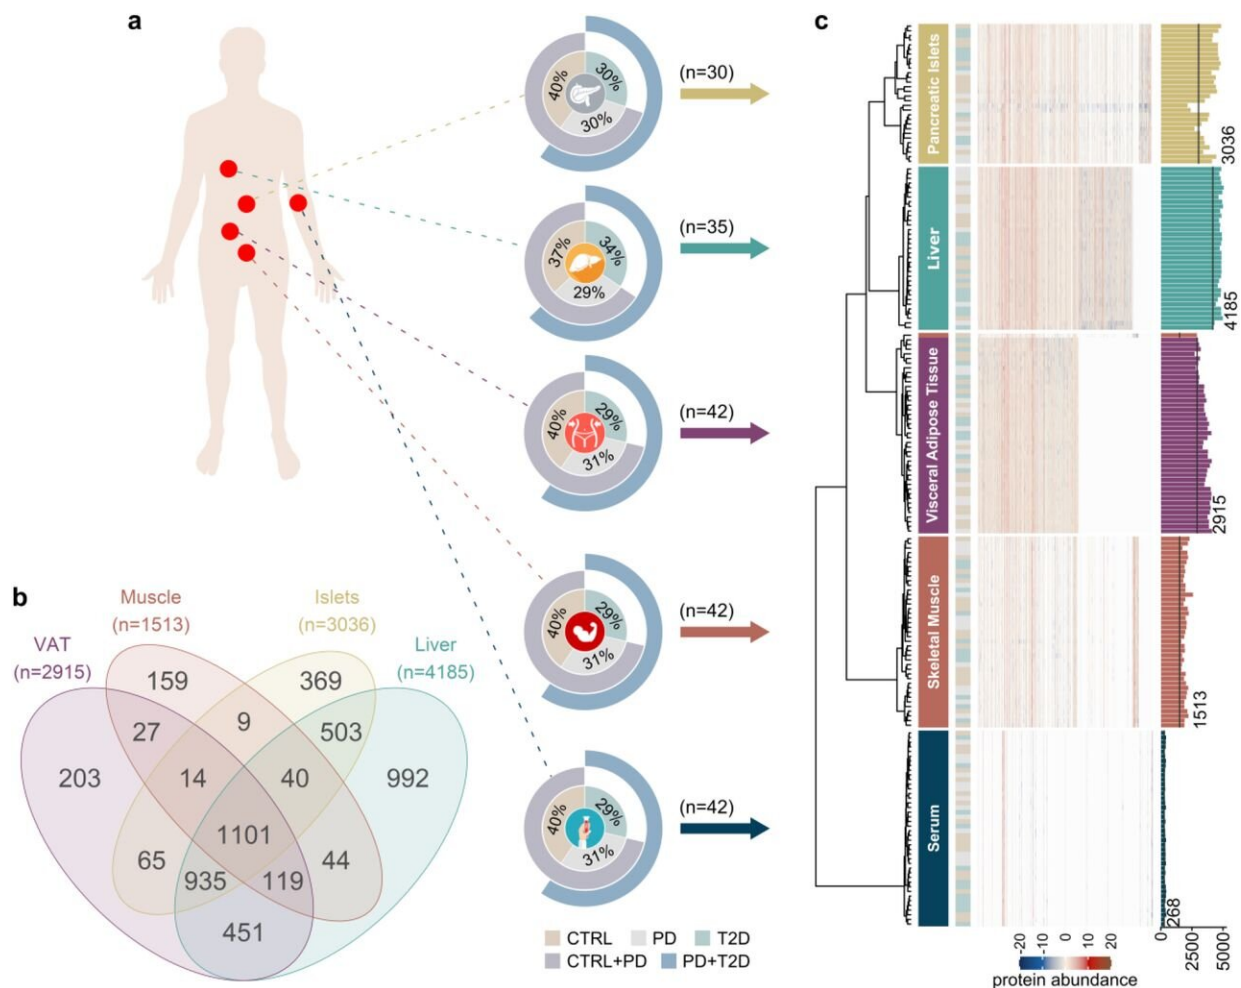 a
40%
30%
30%
(n=30)
37%
34%
29%
(n=35)
40%
29%
31%
(n=42)
40%
29%
31%
(n=42)
40%
29%
31%
(n=42)
CTRL PD T2D
CTRL+PD PD+T2D
b
Muscle
(n=1513)
Islets
(n=3036)
VAT
(n=2915)
Liver
(n=4185)
159
369
27
9
503
203
14
40
992
1101
65
935
119
44
451
c
Pancreatic Islets
3036
Liver
4185
Visceral Adipose Tissue
2915
Skeletal Muscle
1513
Serum
268
-20 -10 0 10 20
protein abundance
0 2500 5000